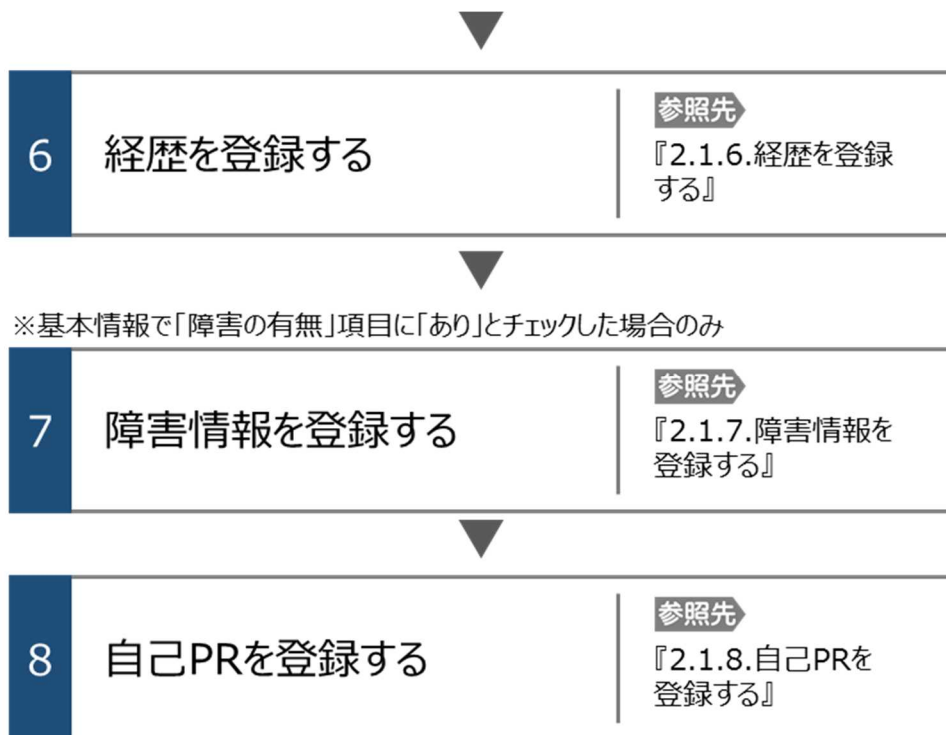 6
経歴を登録する
参照先
『2.1.6.経歴を登録
する』
※基本情報で「障害の有無」項目に「あり」とチェックした場合のみ
7
障害情報を登録する
参照先
『2.1.7.障害情報を
登録する』
8
自己PRを登録する
参照先
『2.1.8.自己PRを
登録する』